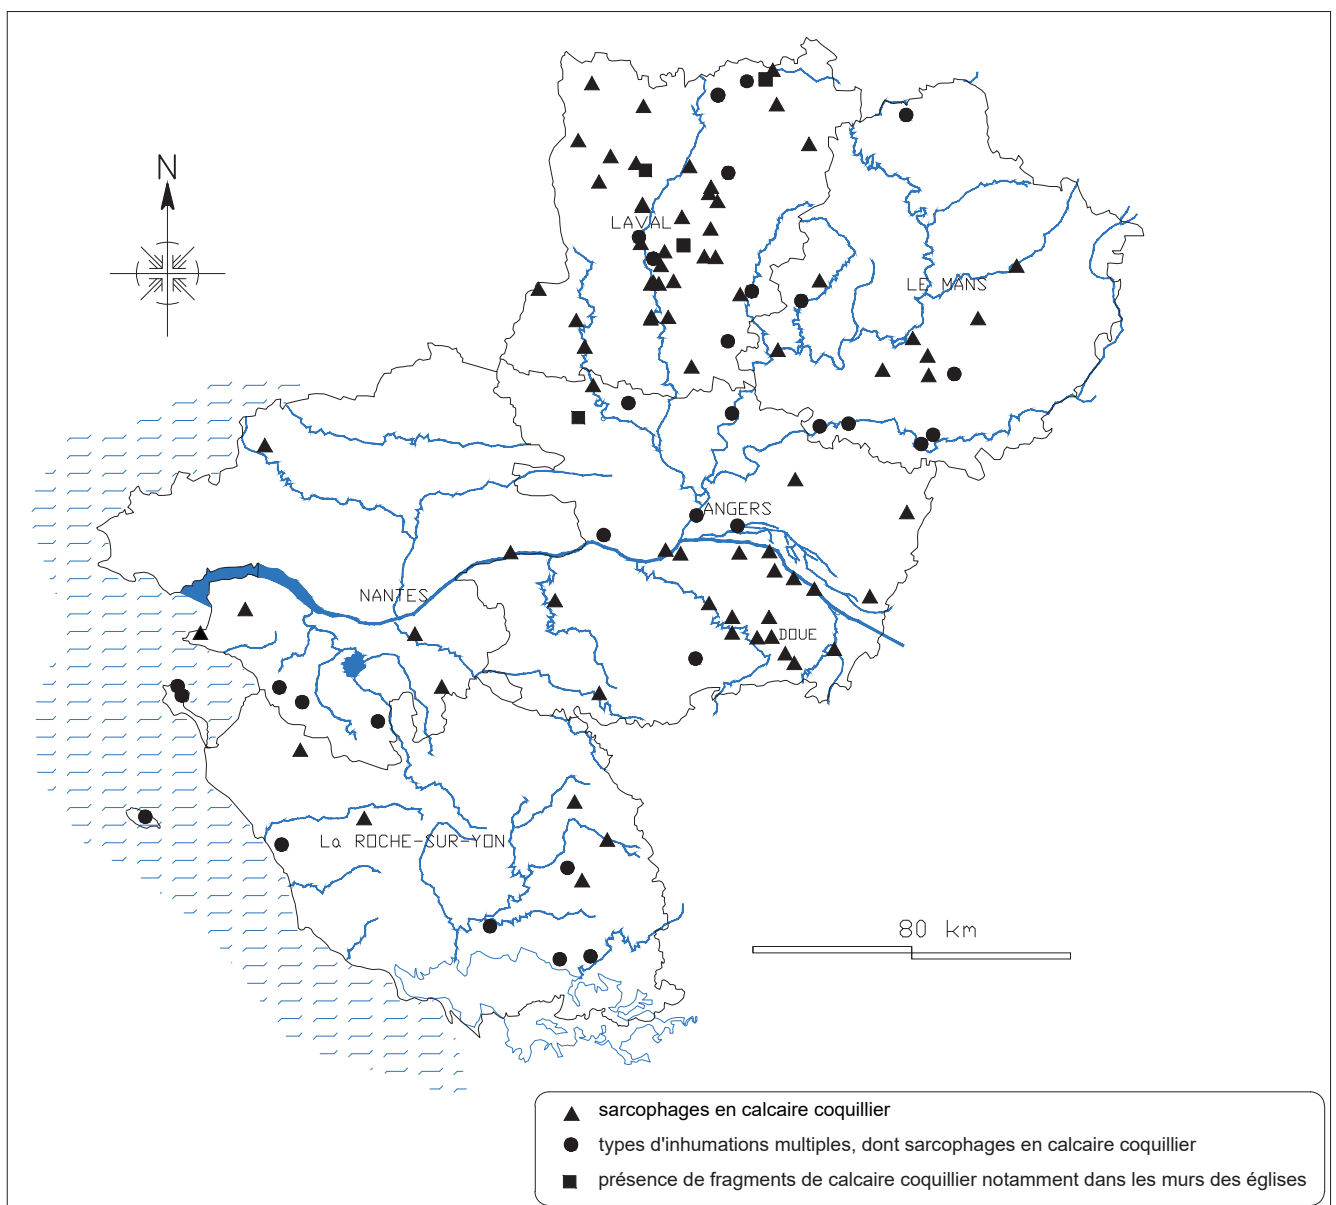 N
LAVAL
LE MANS
ANGERS
NANTES
DOUE
La ROCHE-SUR-YON
80 km
sarcophages en calcaire coquillier
types d'inhumations multiples, dont sarcophages en calcaire coquillier
présence de fragments de calcaire coquillier notamment dans les murs des églises